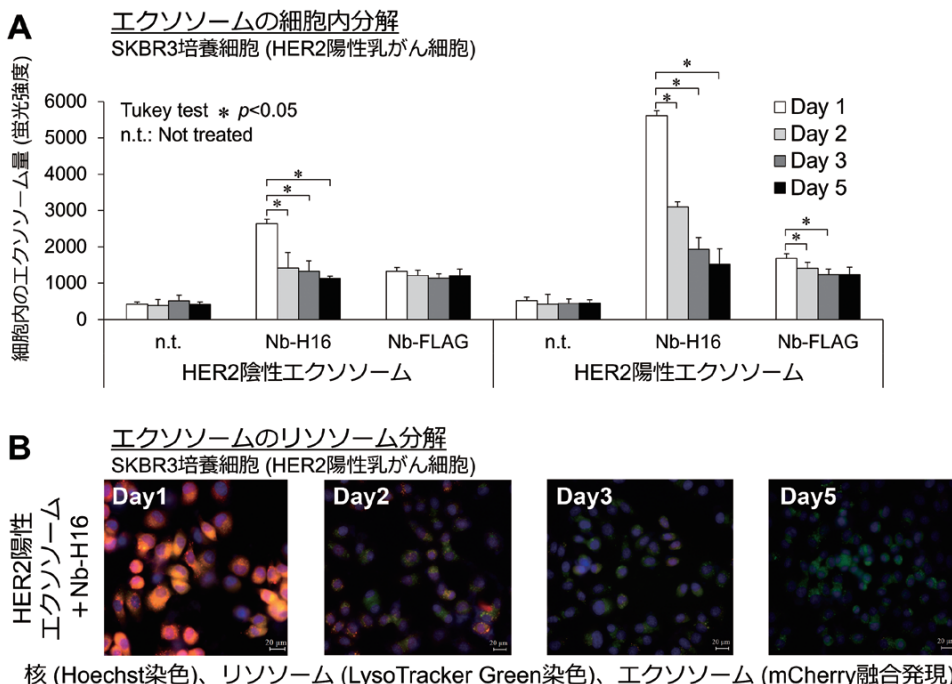 A
エクソソームの細胞内分解
SKBR3培養細胞 (HER2陽性乳がん細胞)
細胞内のエクソソーム量 (蛍光強度)
6000
5000
4000
3000
2000
1000
0
Tukey test * p<0.05
n.t.: Not treated
* * *
* * *
* *
Day 1
Day 2
Day 3
Day 5
n.t. Nb-H16 Nb-FLAG n.t. Nb-H16 Nb-FLAG
HER2陰性エクソソーム HER2陽性エクソソーム
B
エクソソームのリソソーム分解
SKBR3培養細胞 (HER2陽性乳がん細胞)
HER2陽性
エクソソーム
+Nb-H16
Day1 Day2 Day3 Day5
20 μm 20 μm 20 μm 20 μm
核 (Hoechst染色)、リソソーム (LysoTracker Green染色)、エクソソーム (mCherry融合発現)